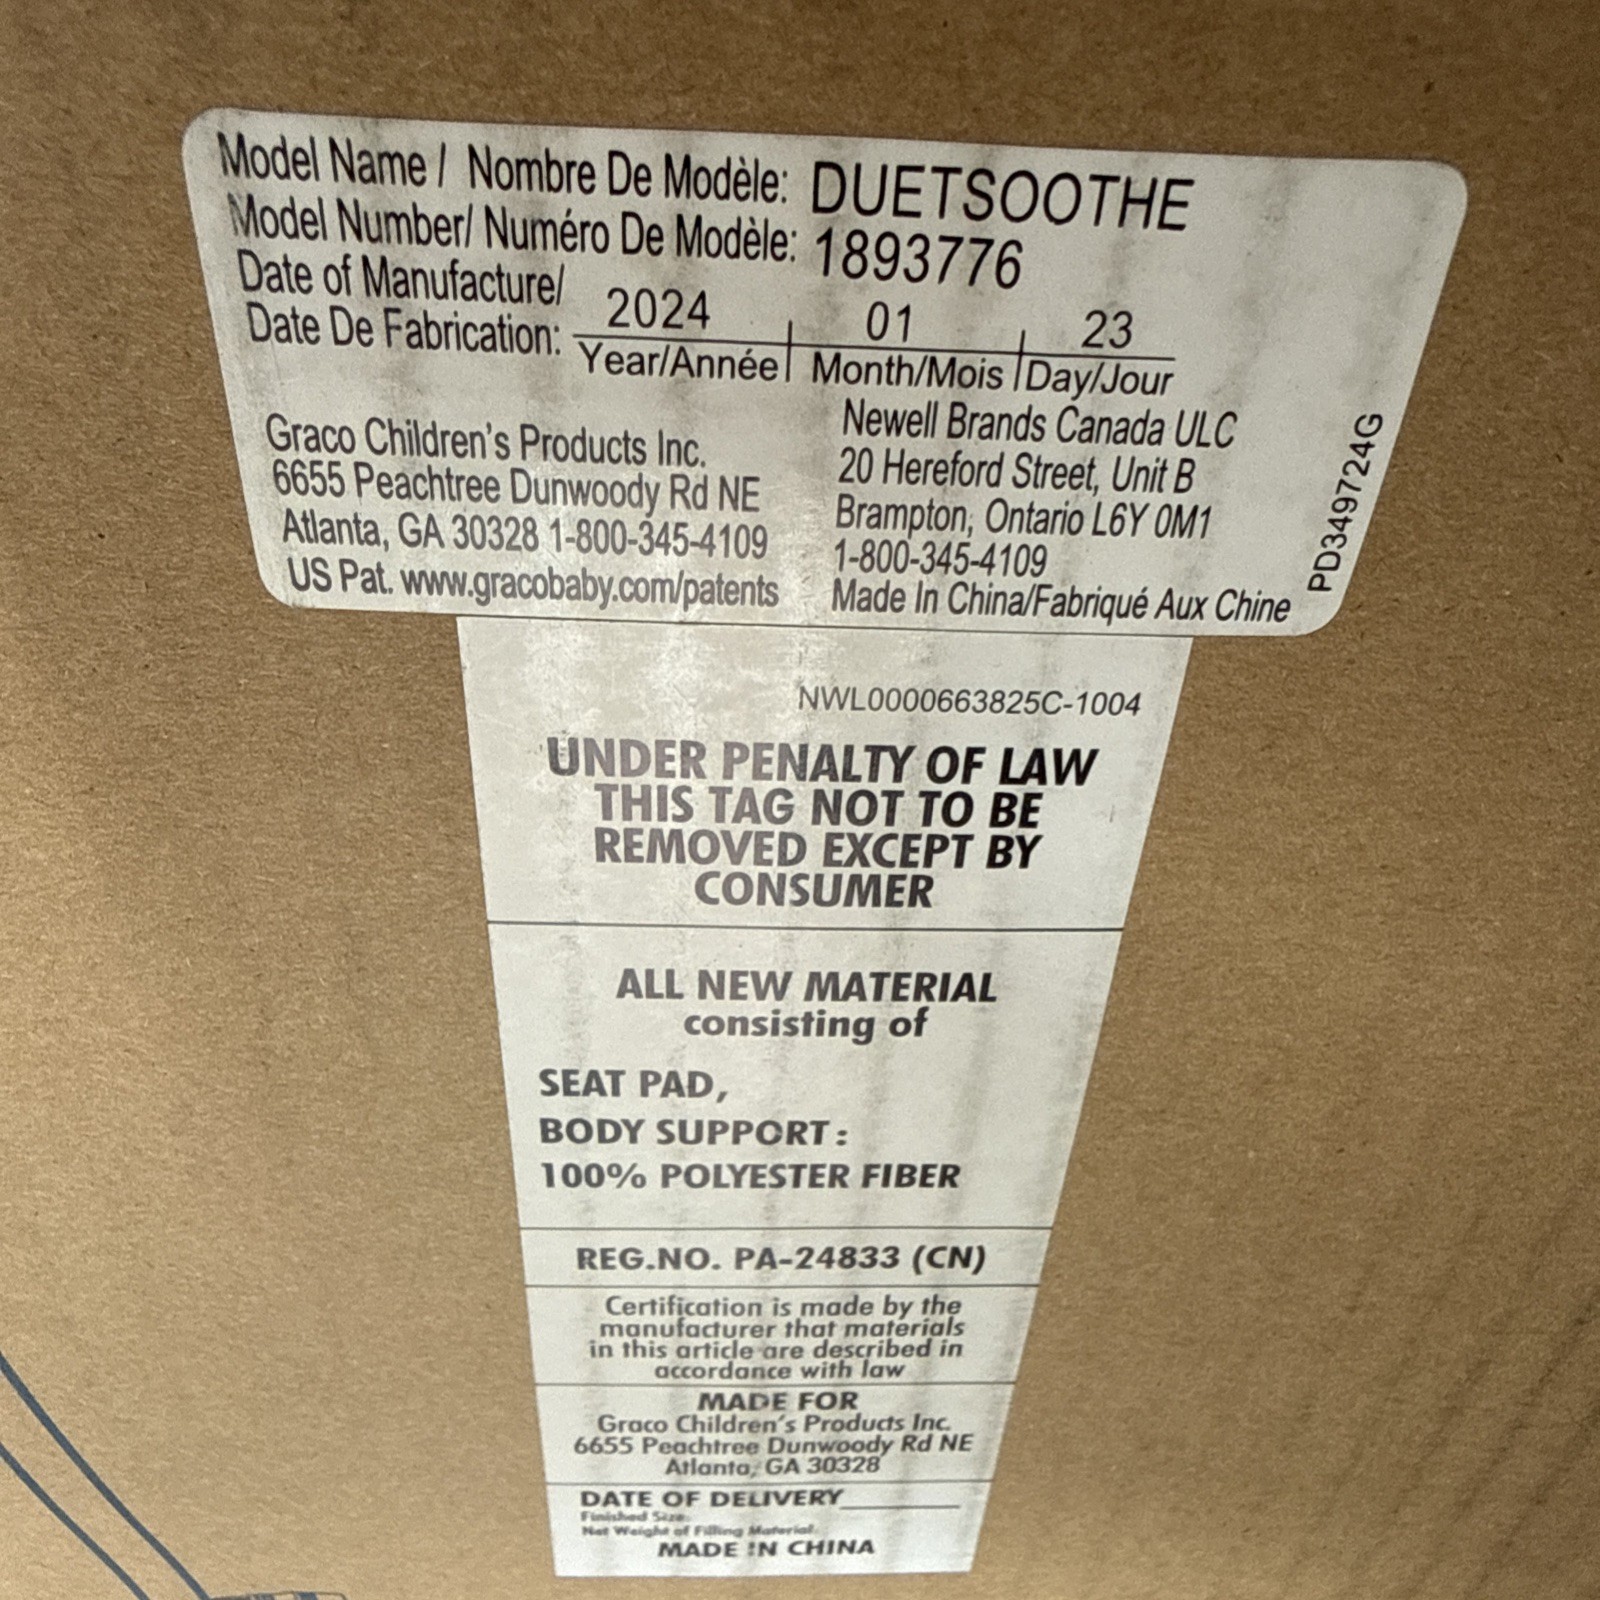 Model Name / Nombre De Modèle: DUETSOOTHE
Model Number/ Numéro De Modèle: 1893776
Date of Manufacture/
Date De Fabrication: 2024 01 23
Year/Année Month/Mois Day/Jour
Graco Children's Products Inc.
6655 Peachtree Dunwoody Rd NE
Atlanta, GA 30328 1-800-345-4109
US Pat. www.gracobaby.com/patents
Newell Brands Canada ULC
20 Hereford Street, Unit B
Brampton, Ontario L6Y 0M1
1-800-345-4109
Made In China/Fabriqué Aux Chine
PD349724G
NWL0000663825C-1004
UNDER PENALTY OF LAW
THIS TAG NOT TO BE
REMOVED EXCEPT BY
CONSUMER
ALL NEW MATERIAL
consisting of
SEAT PAD,
BODY SUPPORT:
100% POLYESTER FIBER
REG.NO. PA-24833 (CN)
Certification is made by the
manufacturer that materials
in this article are described in
accordance with law
MADE FOR
Graco Children's Products Inc.
6655 Peachtree Dunwoody Rd NE
Atlanta, GA 30328
DATE OF DELIVERY
Finished Size
Net Weight of Filling Material
MADE IN CHINA